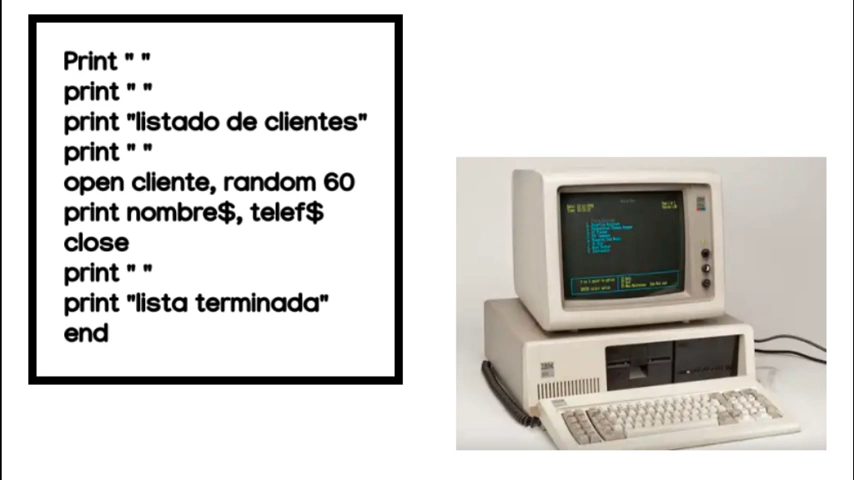 Print " "
print " "
print "listado de clientes"
print " "
open cliente, random 60
print nombre$, telef$
close
print " "
print "lista terminada"
end
IBM